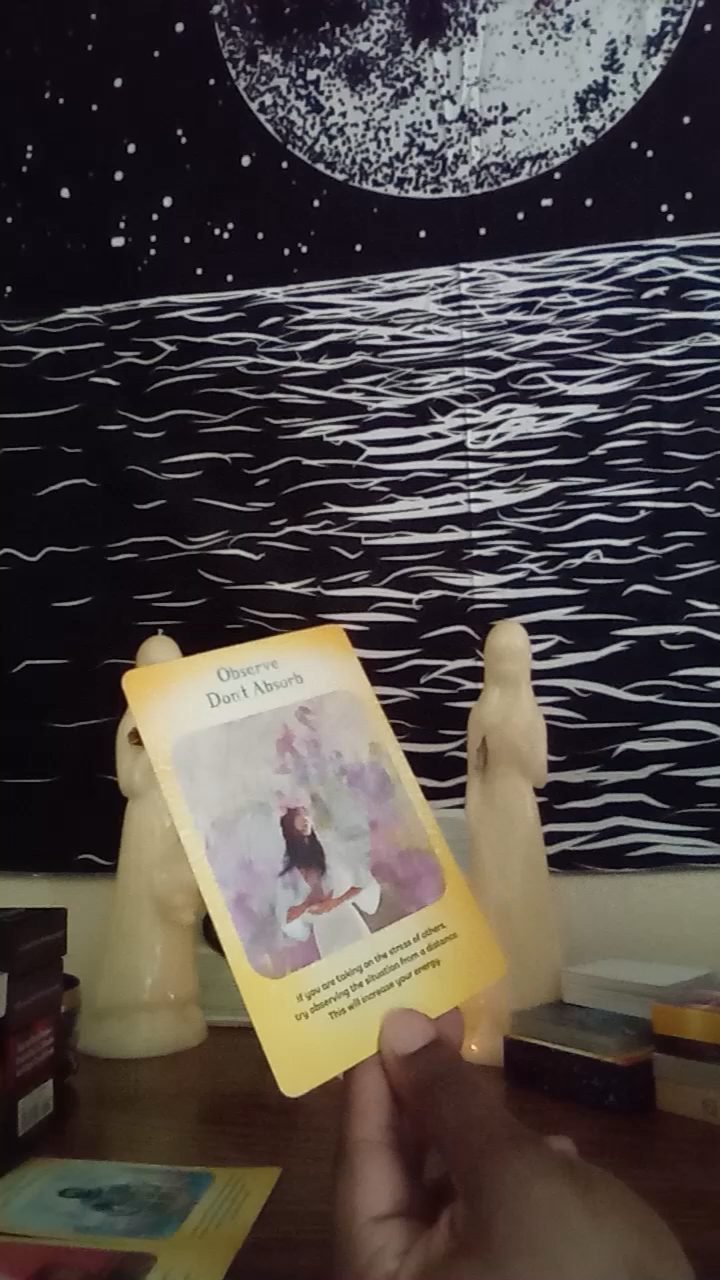 Observe
Don't Absorb
If you are taking on the stress of others,
try observing the situation from a distance.
This will increase your energy.